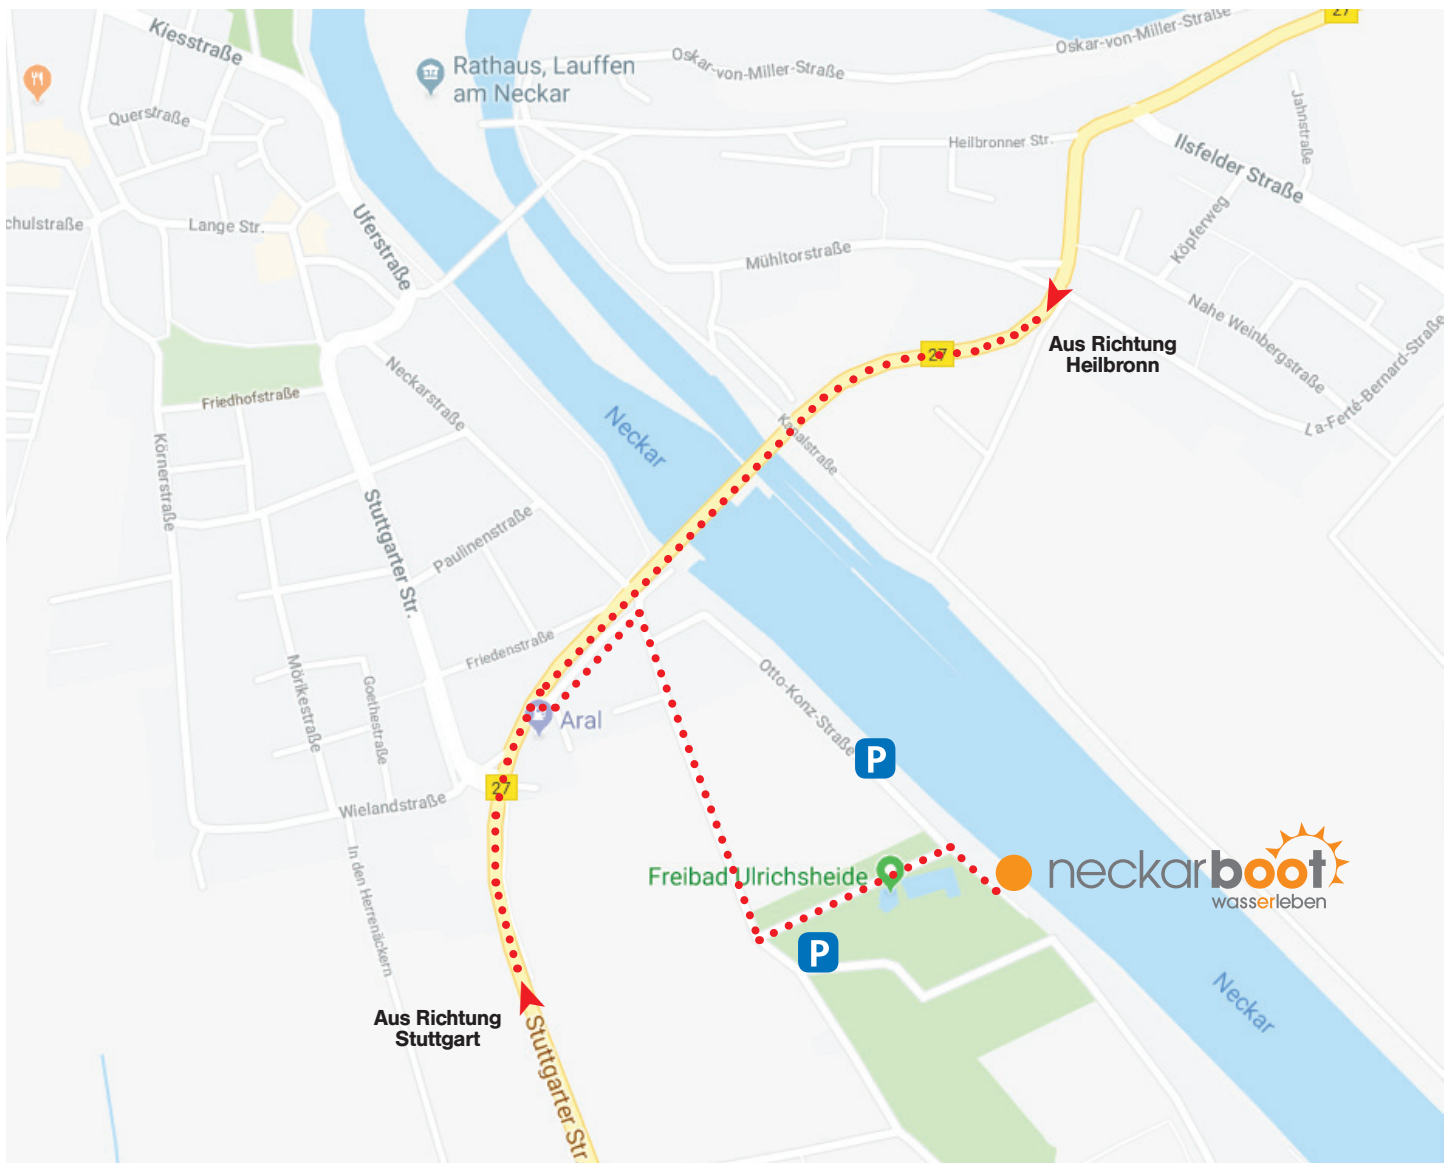 27
Kiesstraße
Oskar-von-Miller-Straße
Oskar-von-Miller-Straße
Rathaus, Lauffen
am Neckar
Querstraße
Jahnstraße
Heilbronner Str.
Ilsfelder Straße
chulstraße
Lange Str.
Uferstraße
Köpferweg
Mühltorstraße
Nahe Weinbergstraße
27
Aus Richtung
Heilbronn
La-Ferté-Bernard-Straße
Neckarstraße
Friedhofstraße
Neckar
Kanalstraße
Körnerstraße
Stuttgarter Str.
Paulinenstraße
Friedenstraße
Mörikestraße
Goethestraße
Otto-Konz-Straße
Aral
P
27
Wielandstraße
In den Herrenäckern
Freibad Ulrichsheide
neckarboot
wasserleben
P
Neckar
Aus Richtung
Stuttgart
Stuttgarter Str